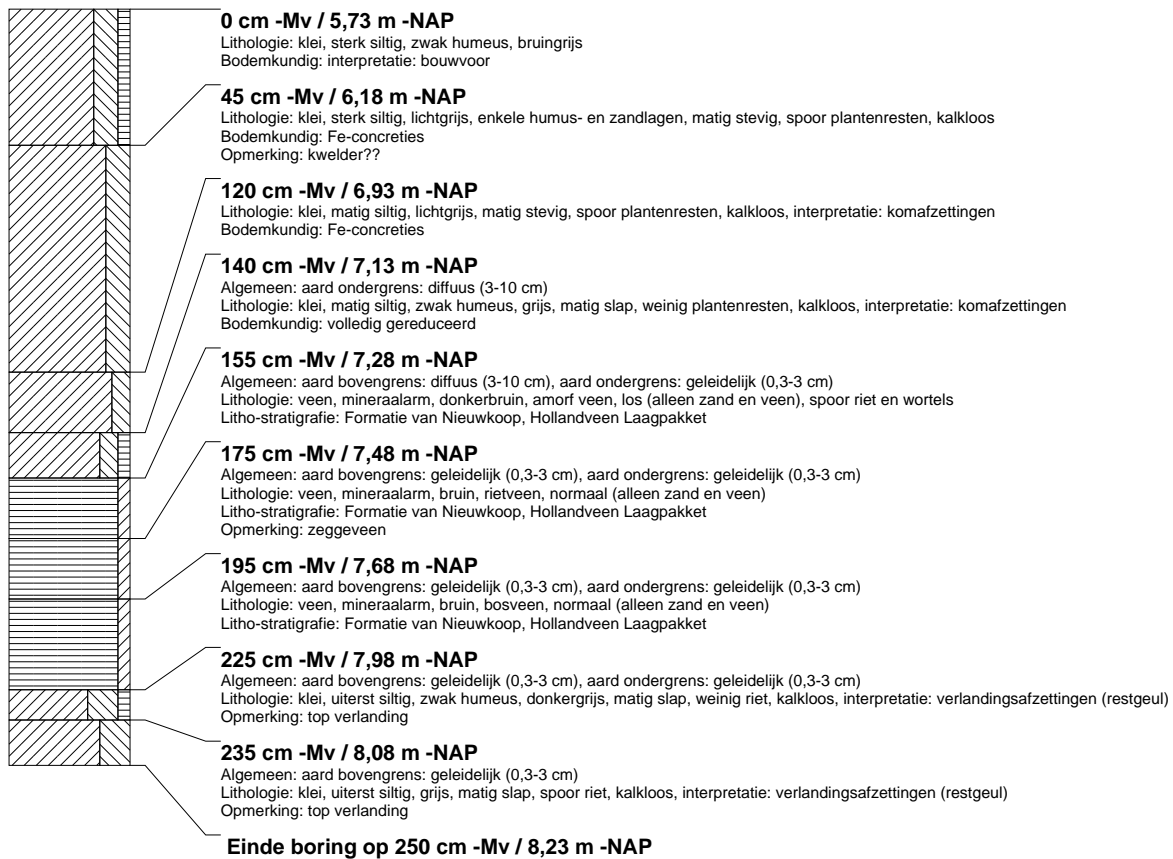 0 cm -Mv / 5,73 m -NAP
Lithologie: klei, sterk siltig, zwak humeus, bruingrijs
Bodemkundig: interpretatie: bouwvoor
45 cm -Mv / 6,18 m -NAP
Lithologie: klei, sterk siltig, lichtgrijs, enkele humus- en zandlagen, matig stevig, spoor plantenresten, kalkloos
Bodemkundig: Fe-concreties
Opmerking: kwelder??
120 cm -Mv / 6,93 m -NAP
Lithologie: klei, matig siltig, lichtgrijs, matig stevig, spoor plantenresten, kalkloos, interpretatie: komafzettingen
Bodemkundig: Fe-concreties
140 cm -Mv / 7,13 m -NAP
Algemeen: aard ondergrens: diffuus (3-10 cm)
Lithologie: klei, matig siltig, zwak humeus, grijs, matig slap, weinig plantenresten, kalkloos, interpretatie: komafzettingen
Bodemkundig: volledig gereduceerd
155 cm -Mv / 7,28 m -NAP
Algemeen: aard bovengrens: diffuus (3-10 cm), aard ondergrens: geleidelijk (0,3-3 cm)
Lithologie: veen, mineraalarm, donkerbruin, amorf veen, los (alleen zand en veen), spoor riet en wortels
Litho-stratigrafie: Formatie van Nieuwkoop, Hollandveen Laagpakket
175 cm -Mv / 7,48 m -NAP
Algemeen: aard bovengrens: geleidelijk (0,3-3 cm), aard ondergrens: geleidelijk (0,3-3 cm)
Lithologie: veen, mineraalarm, bruin, rietveen, normaal (alleen zand en veen)
Litho-stratigrafie: Formatie van Nieuwkoop, Hollandveen Laagpakket
Opmerking: zeggeveen
195 cm -Mv / 7,68 m -NAP
Algemeen: aard bovengrens: geleidelijk (0,3-3 cm), aard ondergrens: geleidelijk (0,3-3 cm)
Lithologie: veen, mineraalarm, bruin, bosveen, normaal (alleen zand en veen)
Litho-stratigrafie: Formatie van Nieuwkoop, Hollandveen Laagpakket
225 cm -Mv / 7,98 m -NAP
Algemeen: aard bovengrens: geleidelijk (0,3-3 cm), aard ondergrens: geleidelijk (0,3-3 cm)
Lithologie: klei, uiterst siltig, zwak humeus, donkergrijs, matig slap, weinig riet, kalkloos, interpretatie: verlandingsafzettingen (restgeul)
Opmerking: top verlanding
235 cm -Mv / 8,08 m -NAP
Algemeen: aard bovengrens: geleidelijk (0,3-3 cm)
Lithologie: klei, uiterst siltig, grijs, matig slap, spoor riet, kalkloos, interpretatie: verlandingsafzettingen (restgeul)
Opmerking: top verlanding
Einde boring op 250 cm -Mv / 8,23 m -NAP